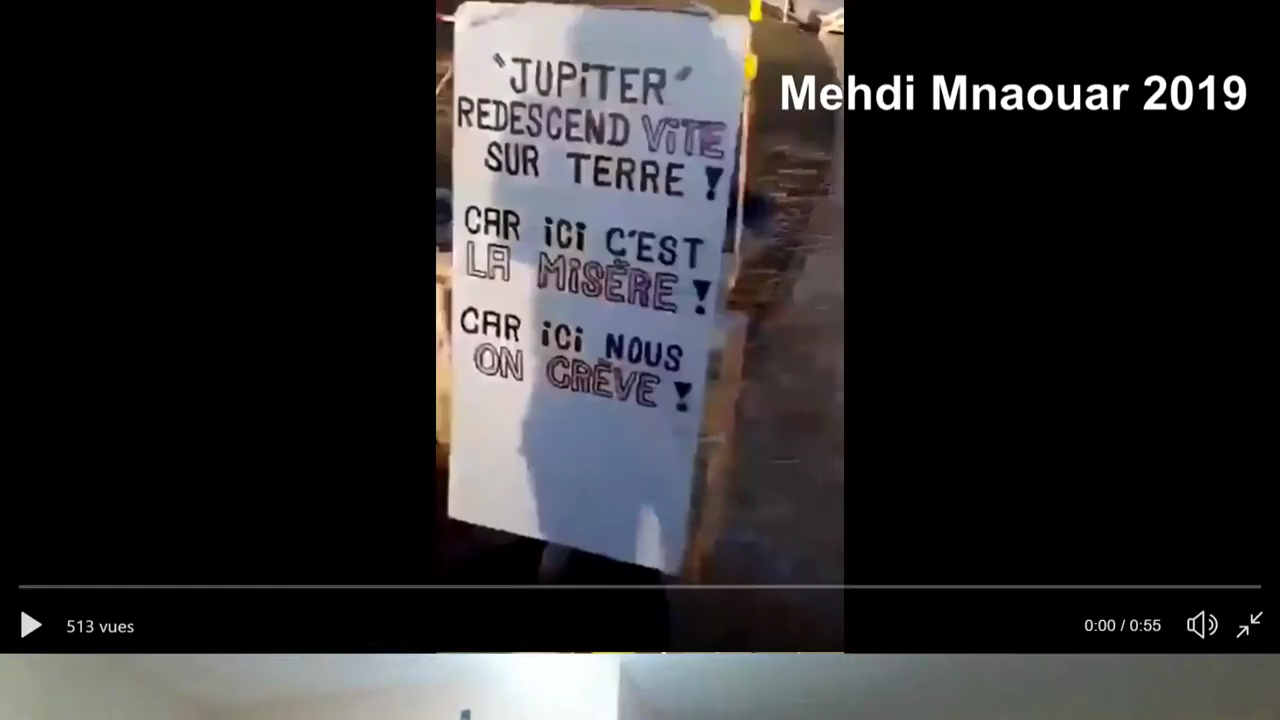 "JUPiTER"
REDESCEND ViTE
SUR TERRE !
CAR iCi C'EST
LA MiSÈRE !
CAR iCi NOUS
ON CRÈVE !
Mehdi Mnaouar 2019
513 vues
0:00 / 0:55